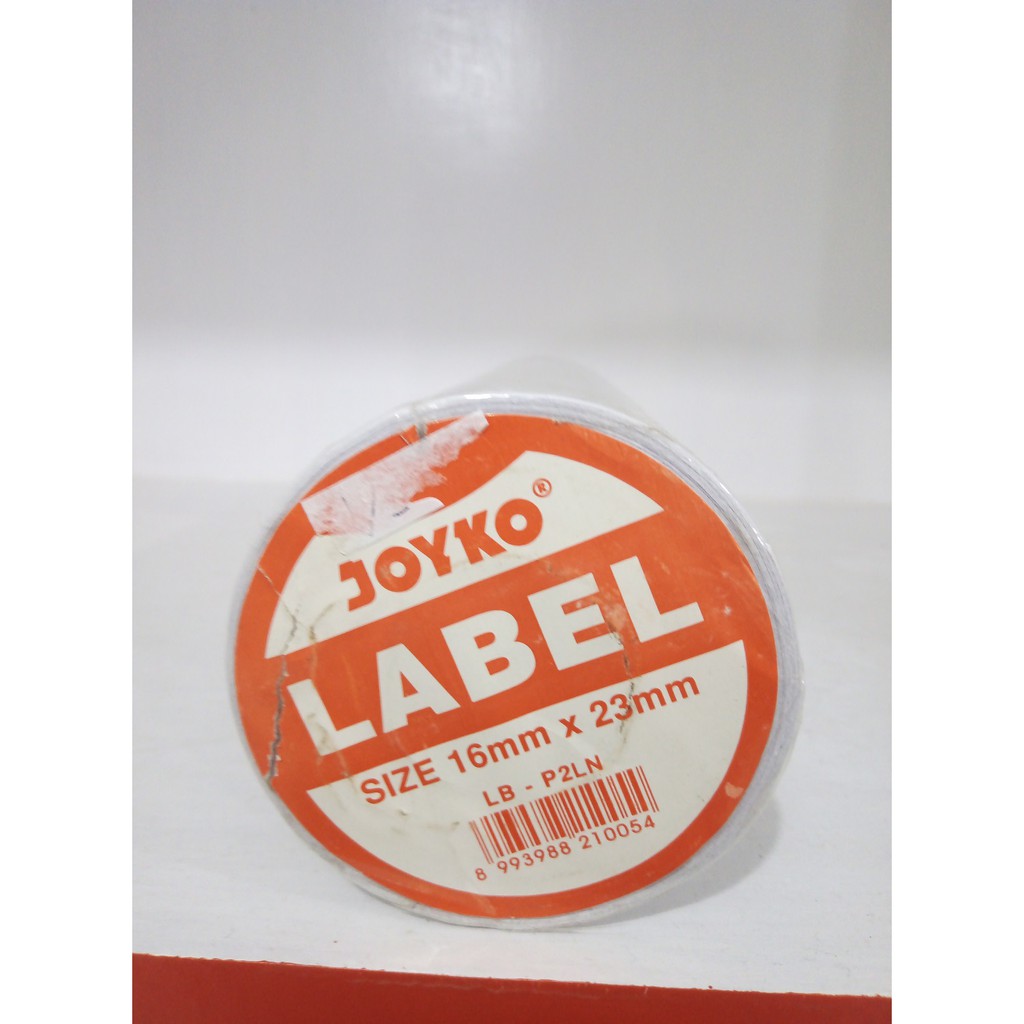 JOYKO®
LABEL
SIZE 16mm x 23mm
LB - P2LN
8 993988 210054